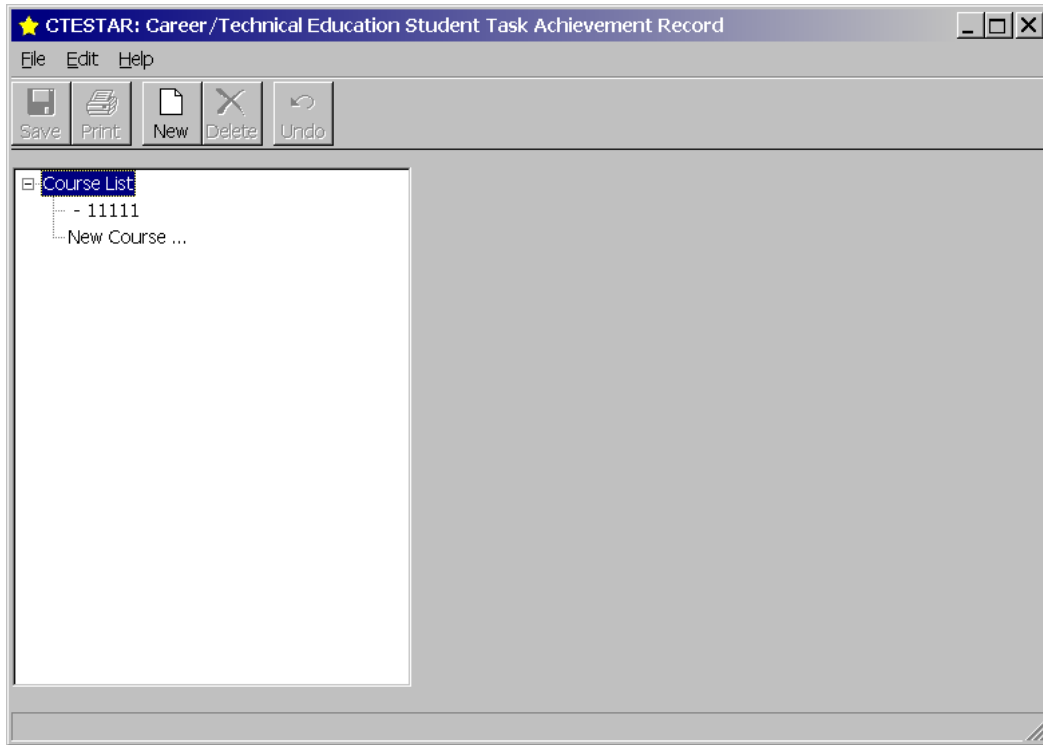 CTESTAR: Career/Technical Education Student Task Achievement Record
File Edit Help
Save Print New Delete Undo
Course List
- 11111
New Course ...